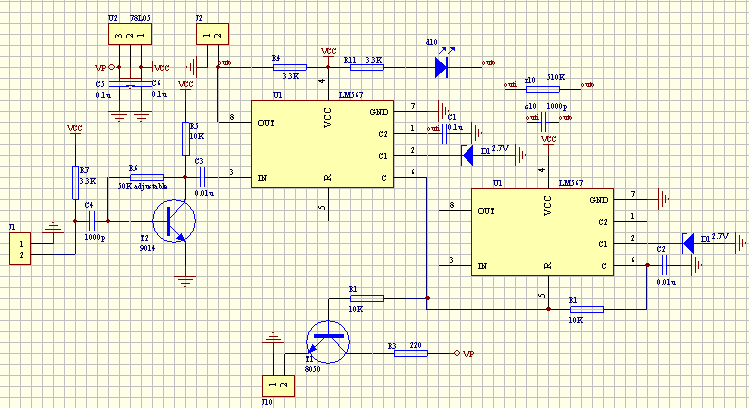 U2 78L05
3 2 1
VP
VCC
C5 C6
0.1u 0.1u
J2
1 2
out
VCC
R4
3.3K
R11 3.3K
d10
out
out1 r10 510K out
c10 1000p
out1 out
VCC
R5
10K
VCC
R7
3.3K
R6
50K adjustable
C3
0.01u
C4
1000p
J1
1
2
T2
9014
U1 LM567
4
8 OUT
VCC
GND 7
C2 1
C1 2
3 IN
R
C 6
5
out1 C1
0.1u
D1 2.7V
VCC
4
U1 LM567
8 OUT
VCC
GND 7
C2 1
C1 2
3 IN
R
C 6
5
D1 2.7V
C2
0.01u
R1
10K
R1
10K
T1
8050
R3 220
VP
1 2
J10